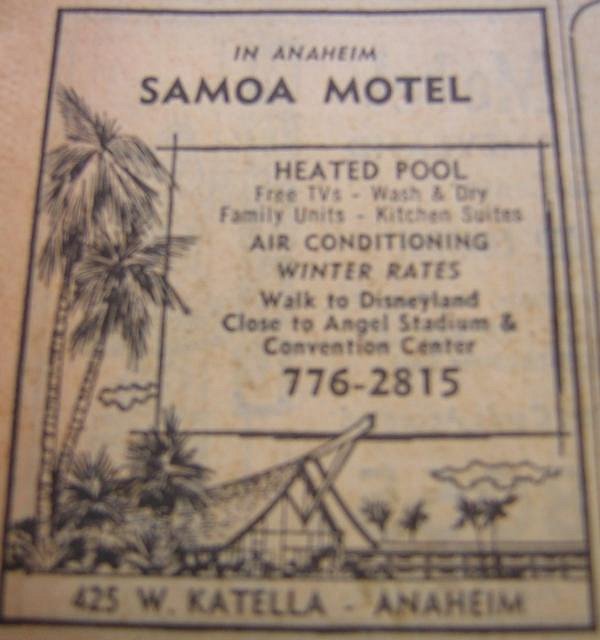 IN ANAHEIM
SAMOA MOTEL
HEATED POOL
Free TVs - Wash & Dry
Family Units - Kitchen Suites
AIR CONDITIONING
WINTER RATES
Walk to Disneyland
Close to Angel Stadium &
Convention Center
776-2815
425 W. KATELLA - ANAHEIM